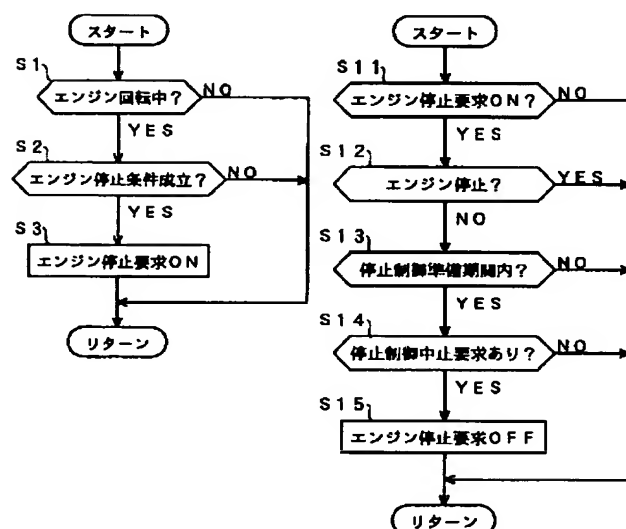 スタート
S1
エンジン回転中?
NO
YES
S2
エンジン停止条件成立?
NO
YES
S3
エンジン停止要求ON
リターン
スタート
S11
エンジン停止要求ON?
NO
YES
S12
エンジン停止?
YES
NO
S13
停止制御準備期間内?
NO
YES
S14
停止制御中止要求あり?
NO
YES
S15
エンジン停止要求OFF
リターン